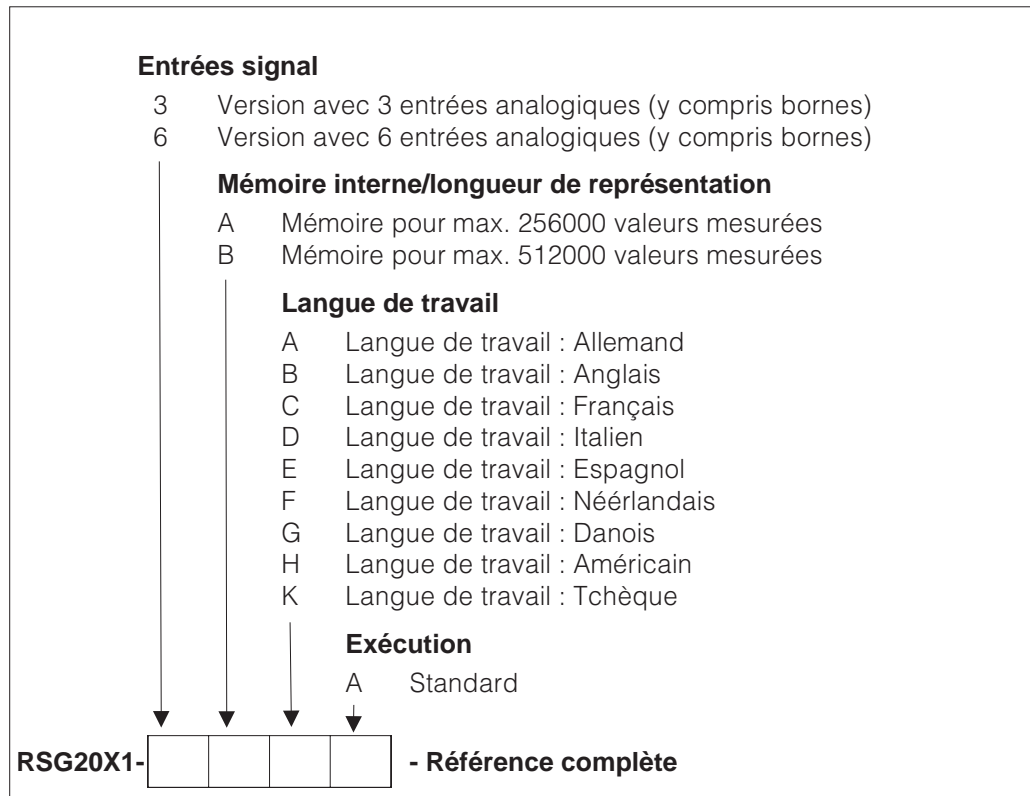 Entrées signal
3 Version avec 3 entrées analogiques (y compris bornes)
6 Version avec 6 entrées analogiques (y compris bornes)
Mémoire interne/longueur de représentation
A Mémoire pour max. 256000 valeurs mesurées
B Mémoire pour max. 512000 valeurs mesurées
Langue de travail
A Langue de travail : Allemand
B Langue de travail : Anglais
C Langue de travail : Français
D Langue de travail : Italien
E Langue de travail : Espagnol
F Langue de travail : Néérlandais
G Langue de travail : Danois
H Langue de travail : Américain
K Langue de travail : Tchèque
Exécution
A Standard
RSG20X1- - Référence complète